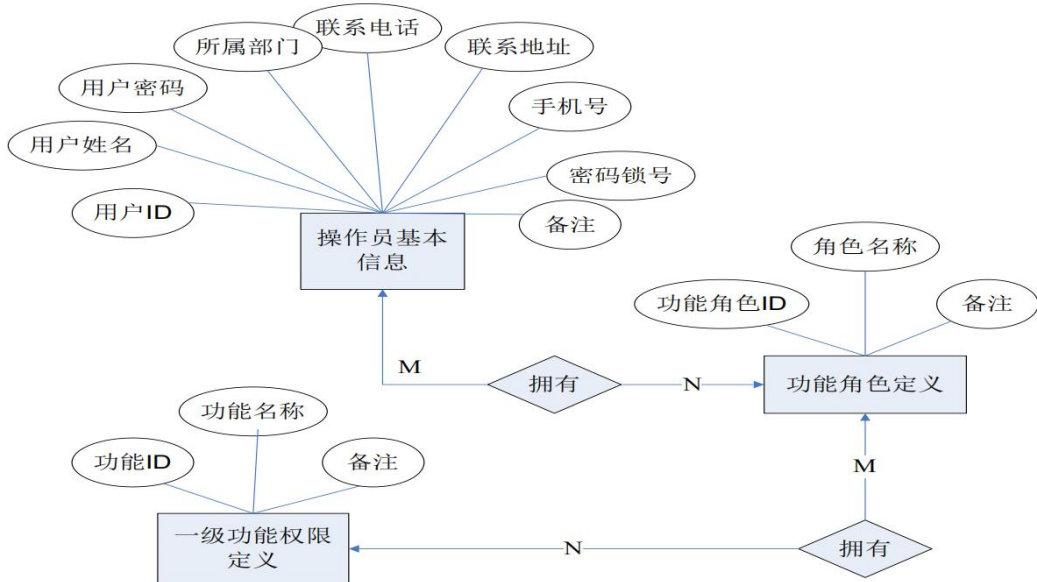 联系电话
所属部门
联系地址
用户密码
手机号
用户姓名
密码锁号
用户ID
备注
操作员基本
信息
角色名称
功能角色ID
备注
M
拥有
N
功能角色定义
功能名称
功能ID
备注
M
一级功能权限
定义
N
拥有